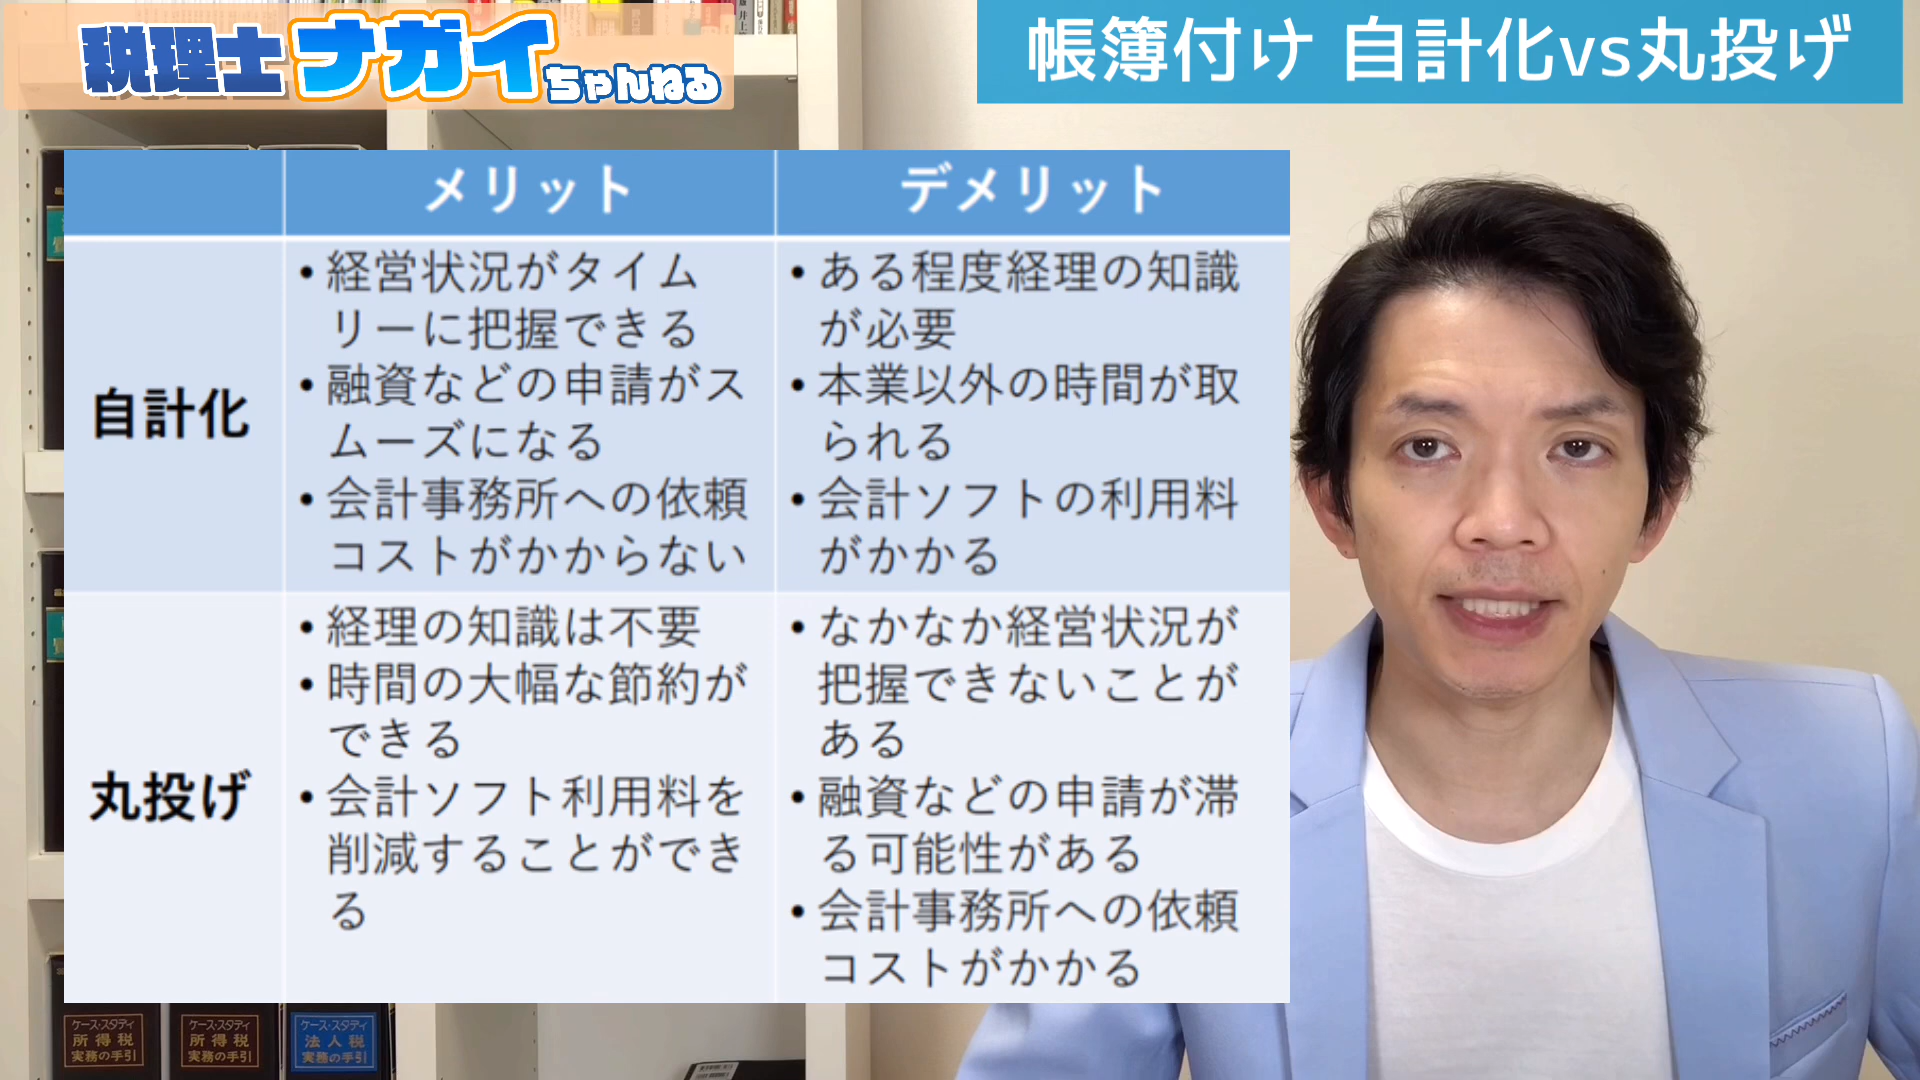 税理士ナガイちゃんねる
帳簿付け 自計化vs丸投げ
メリット
デメリット
自計化
• 経営状況がタイム
リーに把握できる
• 融資などの申請がス
ムーズになる
• 会計事務所への依頼
コストがかからない
• ある程度経理の知識
が必要
• 本業以外の時間が取
られる
• 会計ソフトの利用料
がかかる
丸投げ
• 経理の知識は不要
• 時間の大幅な節約が
できる
• 会計ソフト利用料を
削減することができ
る
• なかなか経営状況が
把握できないことが
ある
• 融資などの申請が滞
る可能性がある
• 会計事務所への依頼
コストがかかる
ケース・スタディ
所得税
実務の手引
ケース・スタディ
所得税
実務の手引
ケース・スタディ
法人税
実務の手引